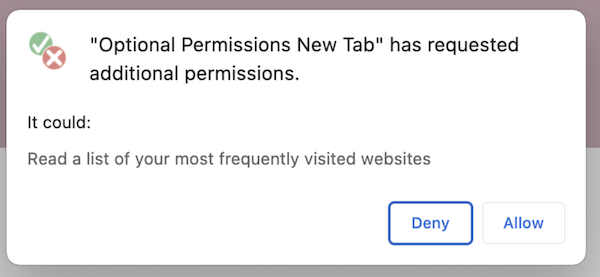 "Optional Permissions New Tab" has requested
additional permissions.
It could:
Read a list of your most frequently visited websites
Deny
Allow